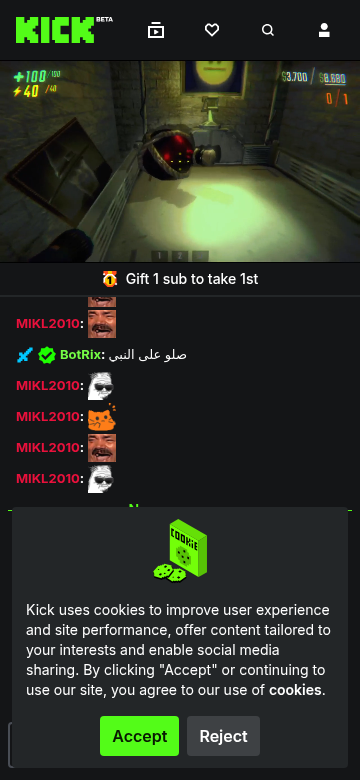 KICK BETA
+100/100
40 /40
$3,700 / $8,680
0/1
1 2
Gift 1 sub to take 1st
MIKL2010:
BotRix: صلو على النبي
MIKL2010:
MIKL2010:
MIKL2010:
MIKL2010:
COOKIE
Kick uses cookies to improve user experience
and site performance, offer content tailored to
your interests and enable social media
sharing. By clicking "Accept" or continuing to
use our site, you agree to our use of cookies.
Accept Reject